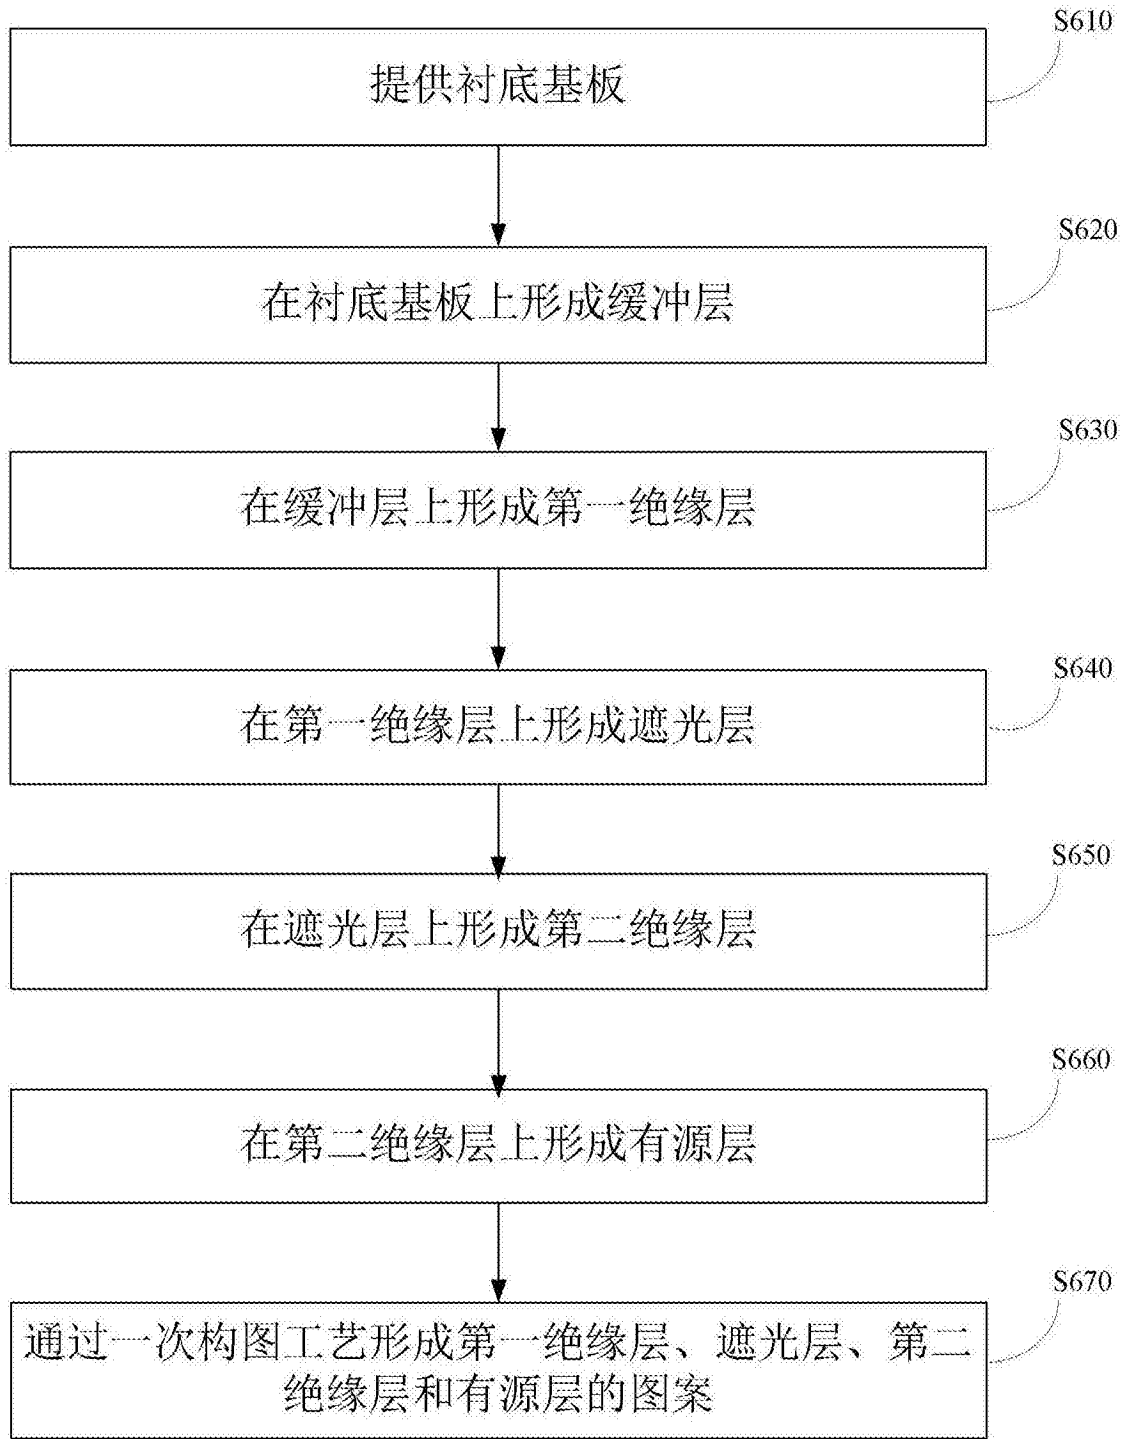 S610
提供衬底基板
S620
在衬底基板上形成缓冲层
S630
在缓冲层上形成第一绝缘层
S640
在第一绝缘层上形成遮光层
S650
在遮光层上形成第二绝缘层
S660
在第二绝缘层上形成有源层
S670
通过一次构图工艺形成第一绝缘层、遮光层、第二
绝缘层和有源层的图案